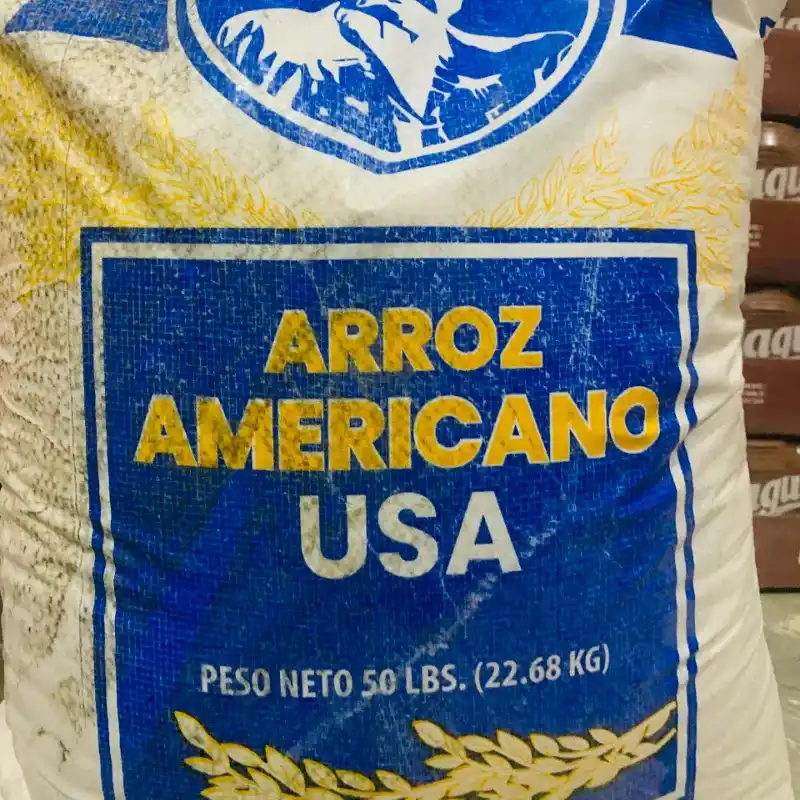 ARROZ
AMERICANO
USA
PESO NETO 50 LBS. (22.68 KG)